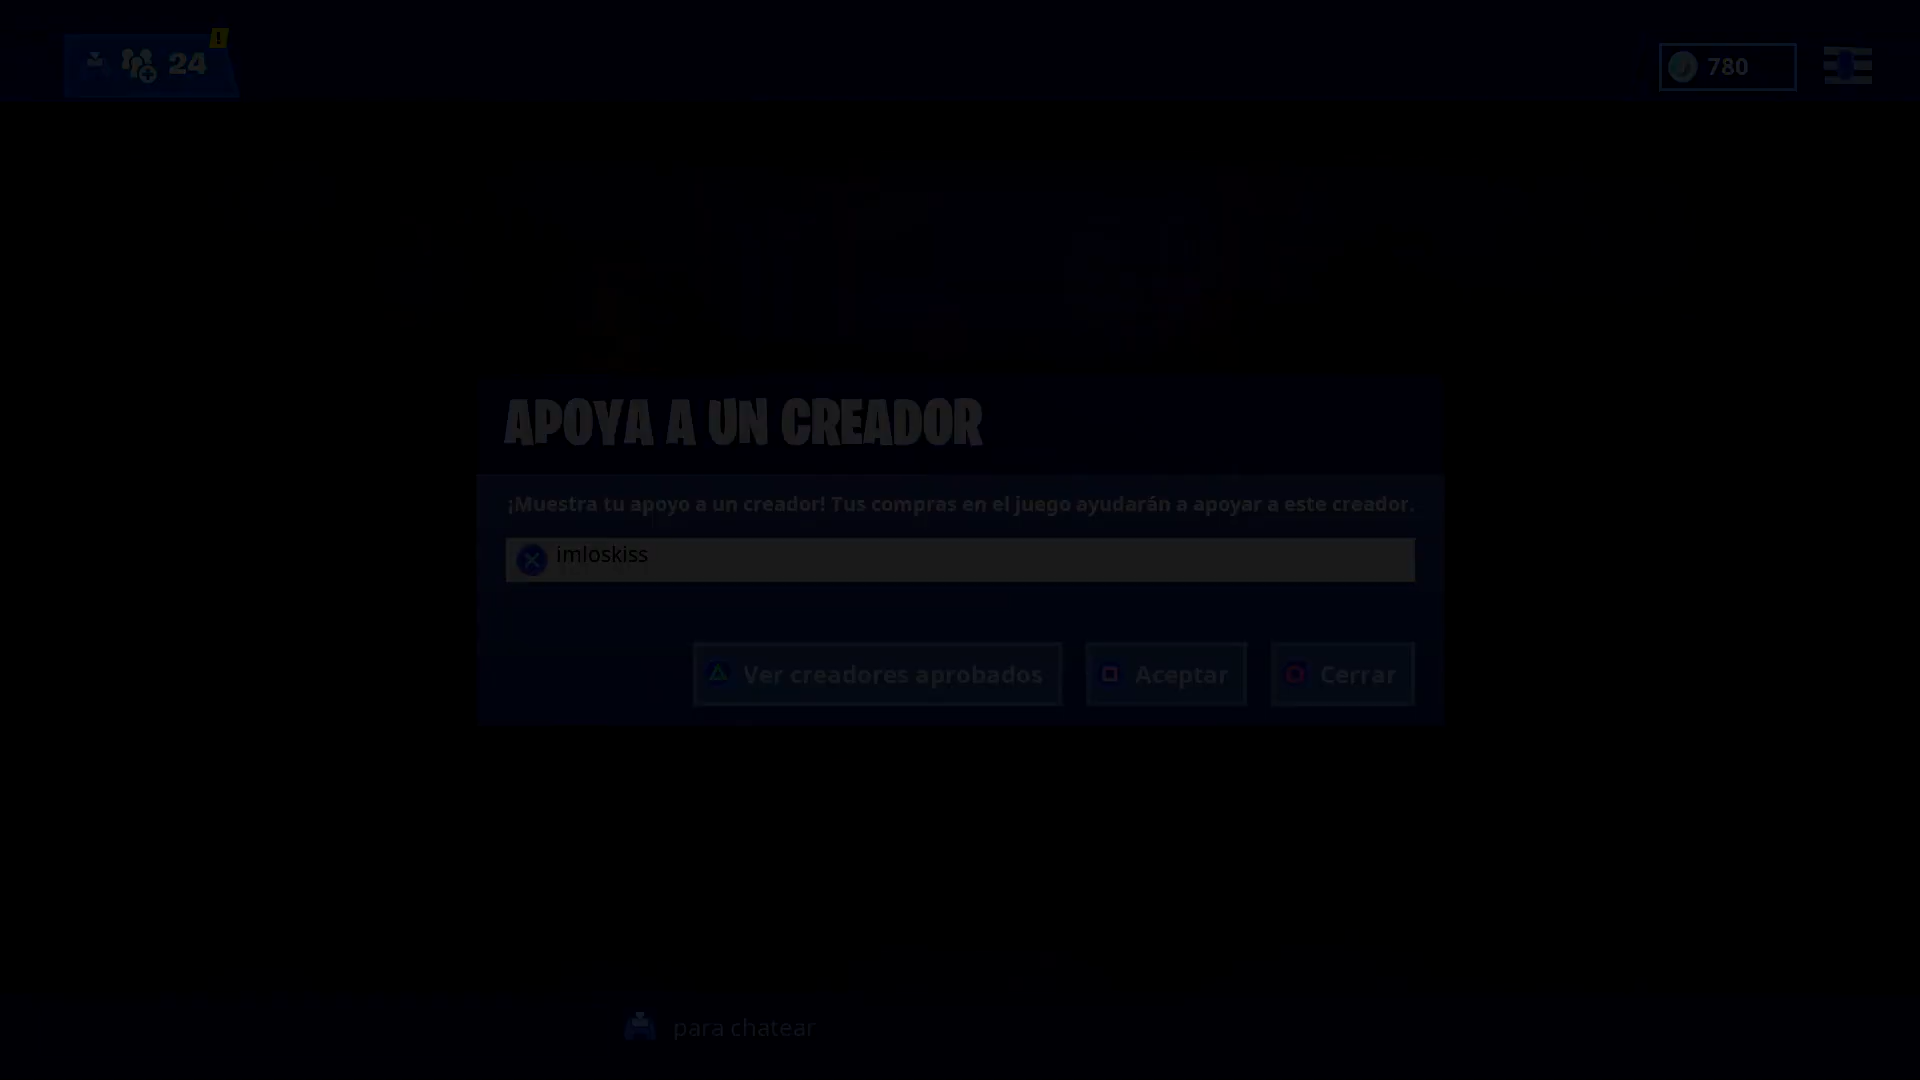 24
!
780
APOYA A UN CREADOR
¡Muestra tu apoyo a un creador! Tus compras en el juego ayudarán a apoyar a este creador.
imloskiss
Ver creadores aprobados
Aceptar
Cerrar
para chatear